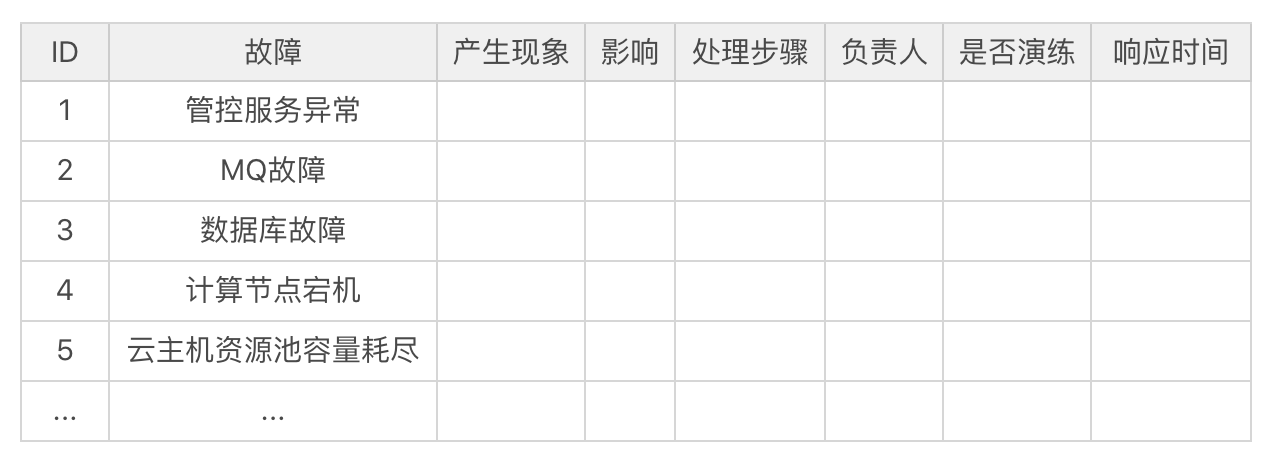 ID 故障 产生现象 影响 处理步骤 负责人 是否演练 响应时间
1 管控服务异常
2 MQ故障
3 数据库故障
4 计算节点宕机
5 云主机资源池容量耗尽
... ...